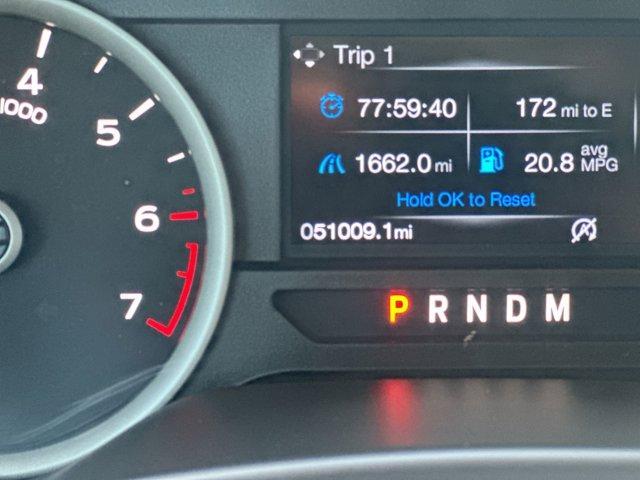 Trip 1
4
x1000
5
6
7
77:59:40
172 mi to E
1662.0 mi
20.8 avg MPG
Hold OK to Reset
051009.1mi
A
P R N D M